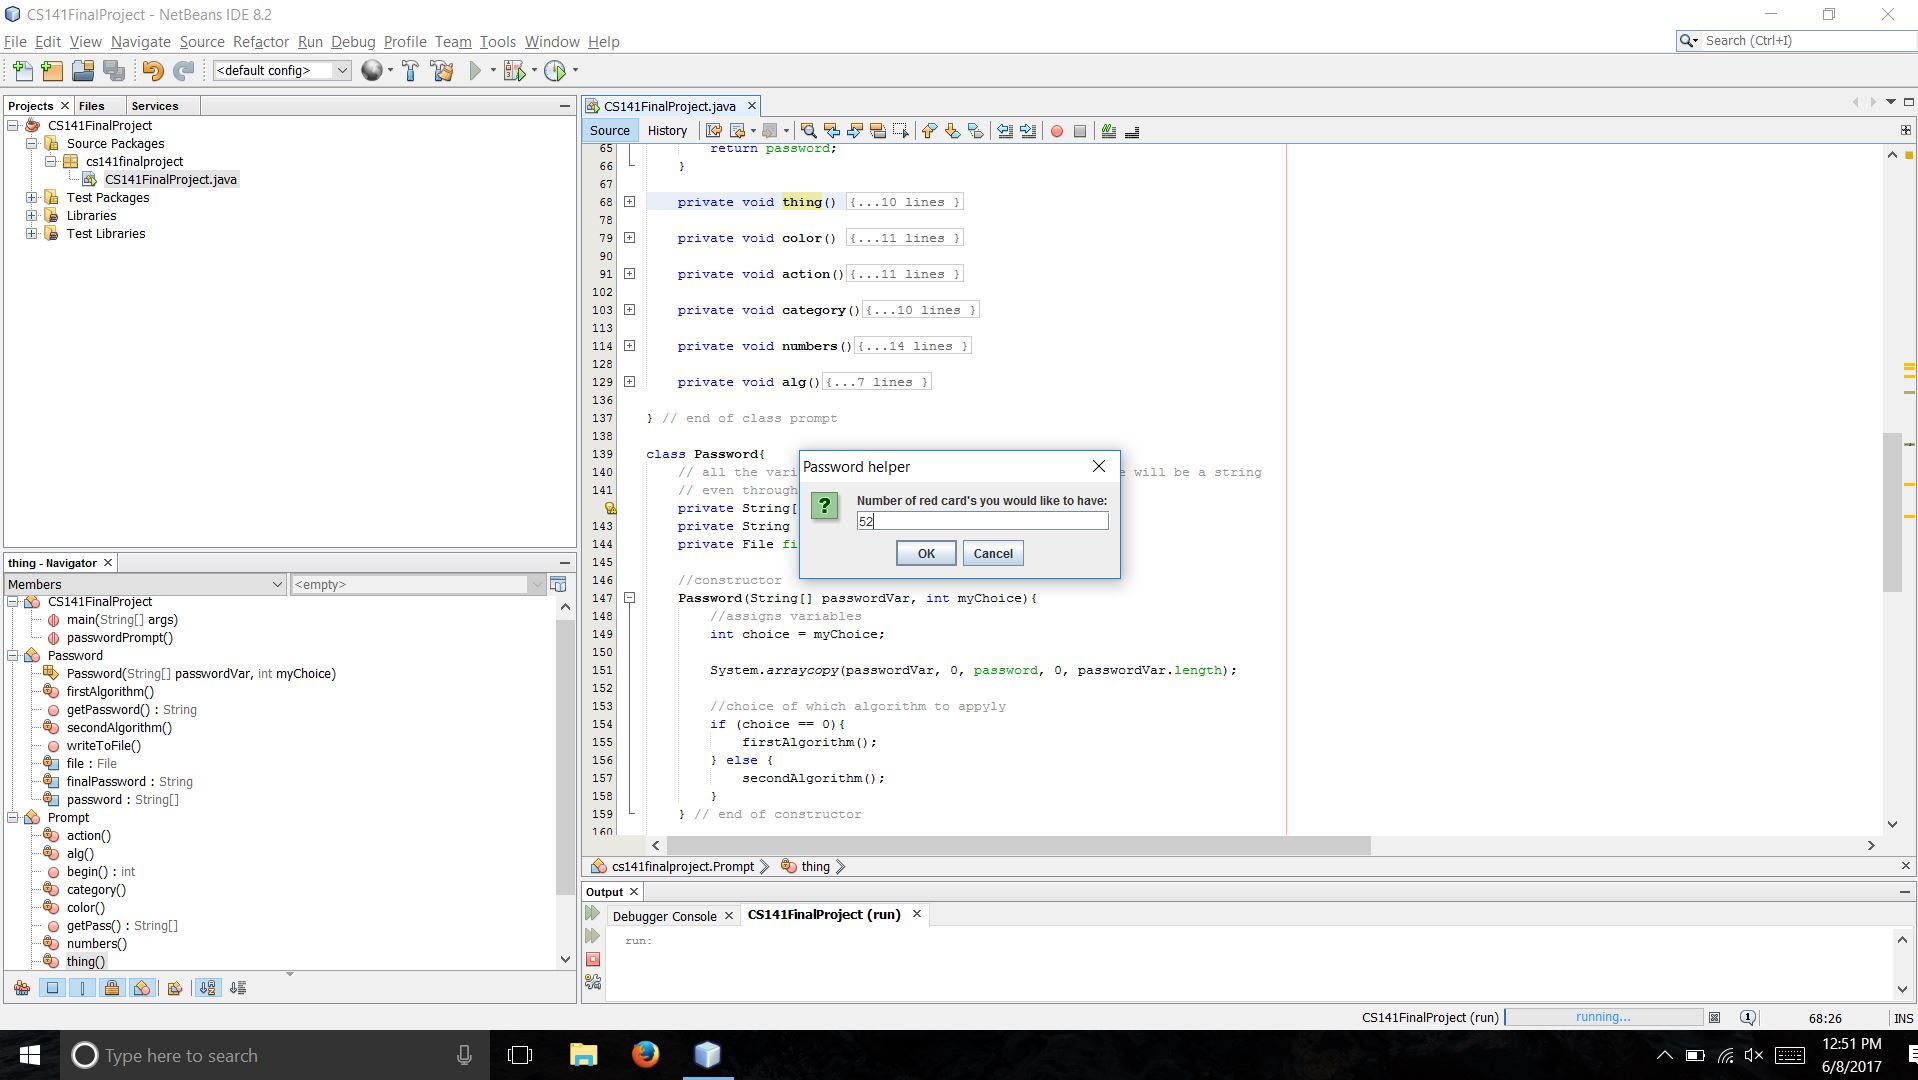 CS141FinalProject - NetBeans IDE 8.2
File Edit View Navigate Source Refactor Run Debug Profile Team Tools Window Help
Search (Ctrl+I)
<default config>
Projects Files Services
CS141FinalProject
Source Packages
cs141finalproject
CS141FinalProject.java
Test Packages
Libraries
Test Libraries
thing - Navigator
Members <empty>
CS141FinalProject
main(String[] args)
passwordPrompt()
Password
Password(String[] passwordVar, int myChoice)
firstAlgorithm()
getPassword() : String
secondAlgorithm()
writeToFile()
file : File
finalPassword : String
password : String[]
Prompt
action()
alg()
begin() : int
category()
color()
getPass() : String[]
numbers()
thing()
CS141FinalProject.java
Source History
65 return password;
66 }
67
68 private void thing() {...10 lines }
78
79 private void color() {...11 lines }
90
91 private void action(){...11 lines }
102
103 private void category(){...10 lines }
113
114 private void numbers(){...14 lines }
128
129 private void alg(){...7 lines }
136
137 } // end of class prompt
138
139 class Password{
140 // all the vari e will be a string
141 // even through
private String[
143 private String
144 private File fi
145
146 //constructor
147 Password(String[] passwordVar, int myChoice){
148 //assigns variables
149 int choice = myChoice;
150
151 System.arraycopy(passwordVar, 0, password, 0, passwordVar.length);
152
153 //choice of which algorithm to appyly
154 if (choice == 0){
155 firstAlgorithm();
156 } else {
157 secondAlgorithm();
158 }
159 } // end of constructor
160
Password helper
Number of red card's you would like to have:
52
OK Cancel
cs141finalproject.Prompt thing
Output
Debugger Console CS141FinalProject (run)
run:
CS141FinalProject (run) running... 1 68:26 INS
Type here to search
12:51 PM
6/8/2017